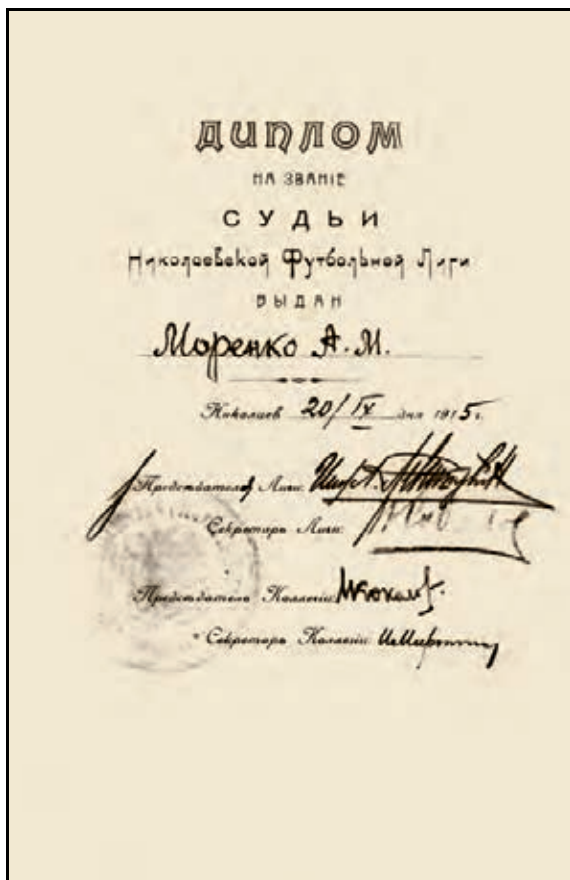 ДИПЛОМ
НА ЗВАНІЕ
СУДЬИ
Николаевской Футбольной Лиги
ВЫДАН
Моренко А. М.
Николаев 20/IX дня 1915 г.
Председатель Лиги:
Секретарь Лиги:
Председатель Коллегіи:
Секретарь Коллегіи: